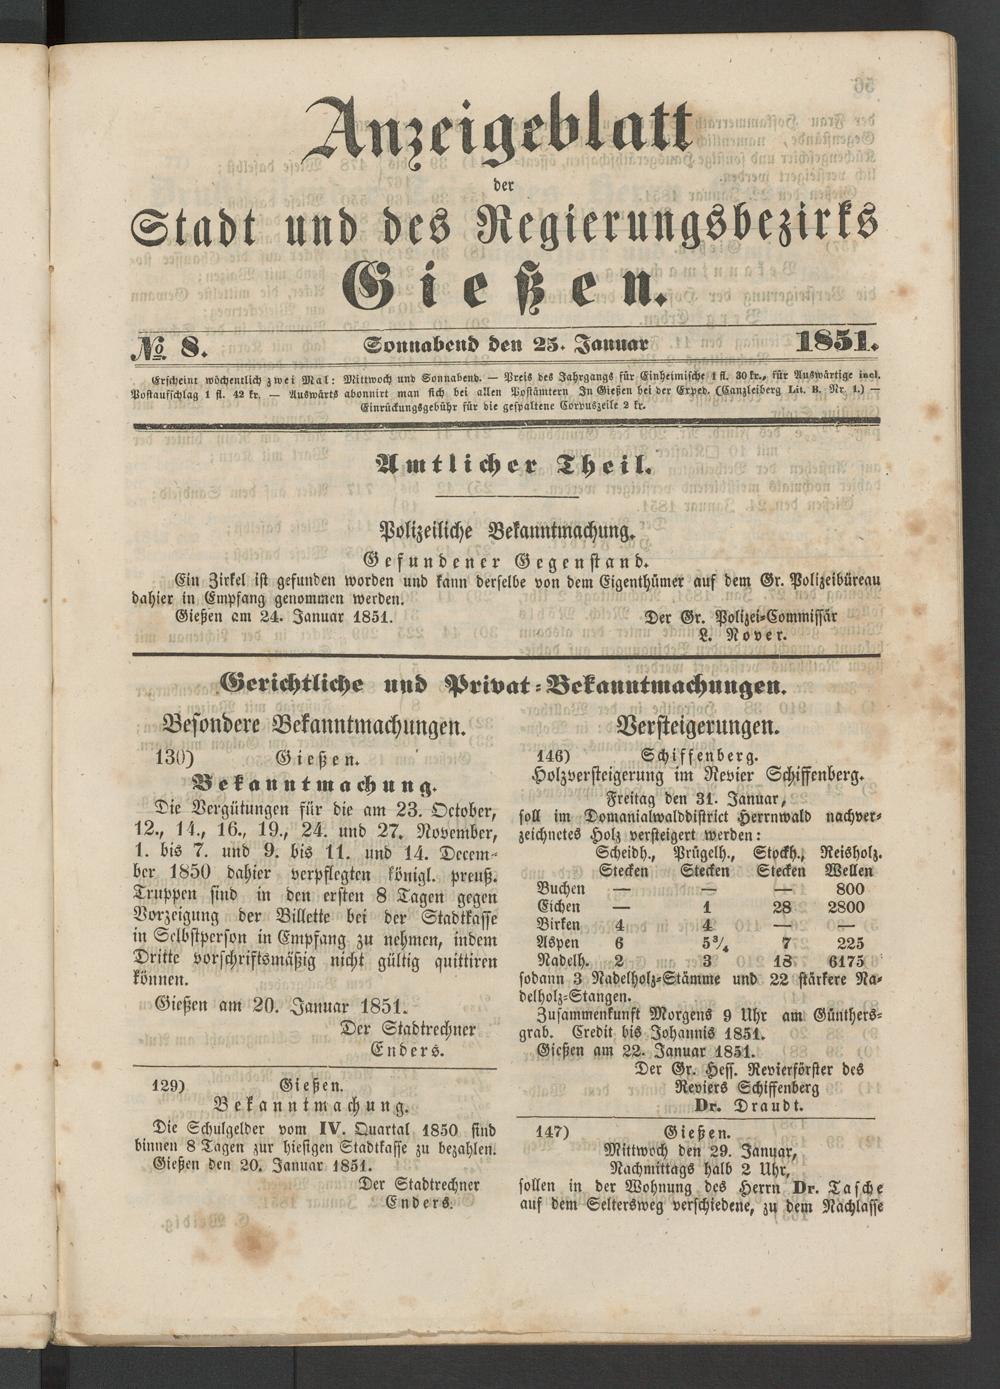 Anzeigeblatt
der
Stadt und des Regierungsbezirks
Gießen.
No. 8. Sonnabend den 25. Januar 1851.
Erscheint wöchentlich zwei Mal: Mittwoch und Sonnabend. — Preis des Jahrgangs für Einheimische 1 fl. 30 kr., für Auswärtige incl.
Postaufschlag 1 fl. 42 kr. — Auswärts abonnirt man sich bei allen Postämtern In Gießen bei der Exped. (Canzleiberg Lit. B. Nr. 1.) —
Einrückungsgebühr für die gespaltene Corpuszeile 2 kr.
Amtlicher Theil.
Polizeiliche Bekanntmachung.
Gefundener Gegenstand.
Ein Zirkel ist gefunden worden und kann derselbe von dem Eigenthümer auf dem Gr. Polizeibüreau
dahier in Empfang genommen werden.
Gießen am 24. Januar 1851. Der Gr. Polizei-Commissär
L. Nover.
Gerichtliche und Privat-Bekanntmachungen.
Besondere Bekanntmachungen.
130) Gießen.
Bekanntmachung.
Die Vergütungen für die am 23. October,
12., 14., 16., 19., 24. und 27. November,
1. bis 7. und 9. bis 11. und 14. Decem-
ber 1850 dahier verpflegten königl. preuß.
Truppen sind in den ersten 8 Tagen gegen
Vorzeigung der Billette bei der Stadtkasse
in Selbstperson in Empfang zu nehmen, indem
Dritte vorschriftsmäßig nicht gültig quittiren
können.
Gießen am 20. Januar 1851.
Der Stadtrechner
Enders.
129) Gießen.
Bekanntmachung.
Die Schulgelder vom IV. Quartal 1850 sind
binnen 8 Tagen zur hiesigen Stadtkasse zu bezahlen.
Gießen den 20. Januar 1851.
Der Stadtrechner
Enders.
Versteigerungen.
146) Schiffenberg.
Holzversteigerung im Revier Schiffenberg.
Freitag den 31. Januar,
soll im Domanialwalddistrict Herrnwald nachver-
zeichnetes Holz versteigert werden:
Scheidh., Prügelh., Stockh., Reisholz.
Stecken Stecken Stecken Wellen
Buchen — — — 800
Eichen — 1 28 2800
Birken 4 4 — —
Aspen 6 5¾ 7 225
Nadelh. 2 3 18 6175
sodann 3 Nadelholz-Stämme und 22 stärkere Na-
delholz-Stangen.
Zusammenkunft Morgens 9 Uhr am Günthers-
grab. Credit bis Johannis 1851.
Gießen am 22. Januar 1851.
Der Gr. Hess. Revierförster des
Reviers Schiffenberg
Dr. Draudt.
147) Gießen.
Mittwoch den 29. Januar,
Nachmittags halb 2 Uhr,
sollen in der Wohnung des Herrn Dr. Tasche
auf dem Seltersweg verschiedene, zu dem Nachlasse